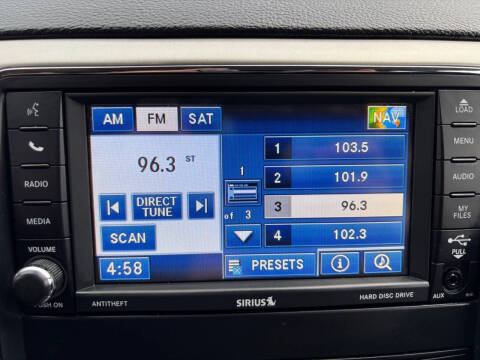 AM FM SAT NAV
LOAD
MENU
AUDIO
MY
FILES
PULL
AUX
RADIO
MEDIA
VOLUME
PUSH ON
96.3 ST
DIRECT
TUNE
SCAN
4:58
1
of 3
1 103.5
2 101.9
3 96.3
4 102.3
PRESETS
i
ANTITHEFT
SIRIUS
HARD DISC DRIVE